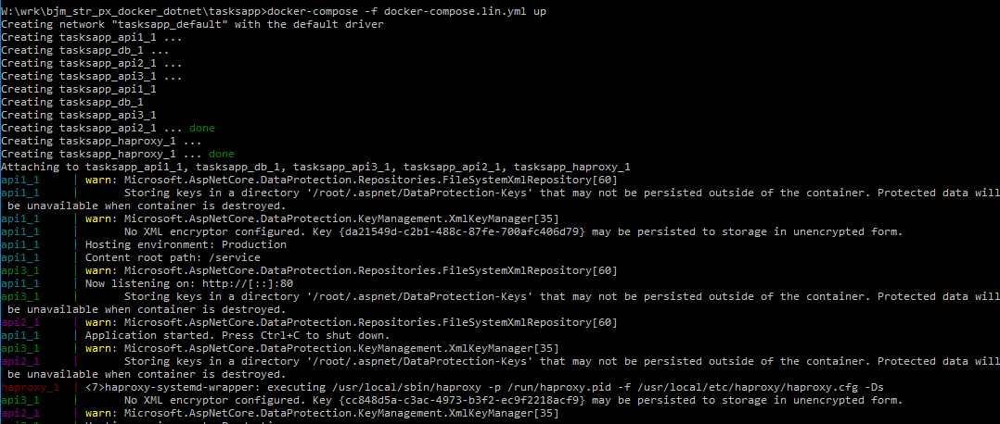 W:\wrk\bjm_str_px_docker_dotnet\tasksapp>docker-compose -f docker-compose.lin.yml up
Creating network "tasksapp_default" with the default driver
Creating tasksapp_api1_1 ...
Creating tasksapp_db_1 ...
Creating tasksapp_api2_1 ...
Creating tasksapp_api3_1 ...
Creating tasksapp_api1_1
Creating tasksapp_db_1
Creating tasksapp_api3_1
Creating tasksapp_api2_1 ... done
Creating tasksapp_haproxy_1 ...
Creating tasksapp_haproxy_1 ... done
Attaching to tasksapp_api1_1, tasksapp_db_1, tasksapp_api3_1, tasksapp_api2_1, tasksapp_haproxy_1
api1_1     | warn: Microsoft.AspNetCore.DataProtection.Repositories.FileSystemXmlRepository[60]
api1_1     |       Storing keys in a directory '/root/.aspnet/DataProtection-Keys' that may not be persisted outside of the container. Protected data will
 be unavailable when container is destroyed.
api1_1     | warn: Microsoft.AspNetCore.DataProtection.KeyManagement.XmlKeyManager[35]
api1_1     |       No XML encryptor configured. Key {da21549d-c2b1-488c-87fe-700afc406d79} may be persisted to storage in unencrypted form.
api1_1     | Hosting environment: Production
api1_1     | Content root path: /service
api3_1     | warn: Microsoft.AspNetCore.DataProtection.Repositories.FileSystemXmlRepository[60]
api1_1     | Now listening on: http://[::]:80
api3_1     |       Storing keys in a directory '/root/.aspnet/DataProtection-Keys' that may not be persisted outside of the container. Protected data will
 be unavailable when container is destroyed.
api2_1     | warn: Microsoft.AspNetCore.DataProtection.Repositories.FileSystemXmlRepository[60]
api1_1     | Application started. Press Ctrl+C to shut down.
api3_1     | warn: Microsoft.AspNetCore.DataProtection.KeyManagement.XmlKeyManager[35]
api2_1     |       Storing keys in a directory '/root/.aspnet/DataProtection-Keys' that may not be persisted outside of the container. Protected data will
 be unavailable when container is destroyed.
haproxy_1  | <7>haproxy-systemd-wrapper: executing /usr/local/sbin/haproxy -p /run/haproxy.pid -f /usr/local/etc/haproxy/haproxy.cfg -Ds
api3_1     |       No XML encryptor configured. Key {cc848d5a-c3ac-4973-b3f2-ec9f2218acf9} may be persisted to storage in unencrypted form.
api2_1     | warn: Microsoft.AspNetCore.DataProtection.KeyManagement.XmlKeyManager[35]